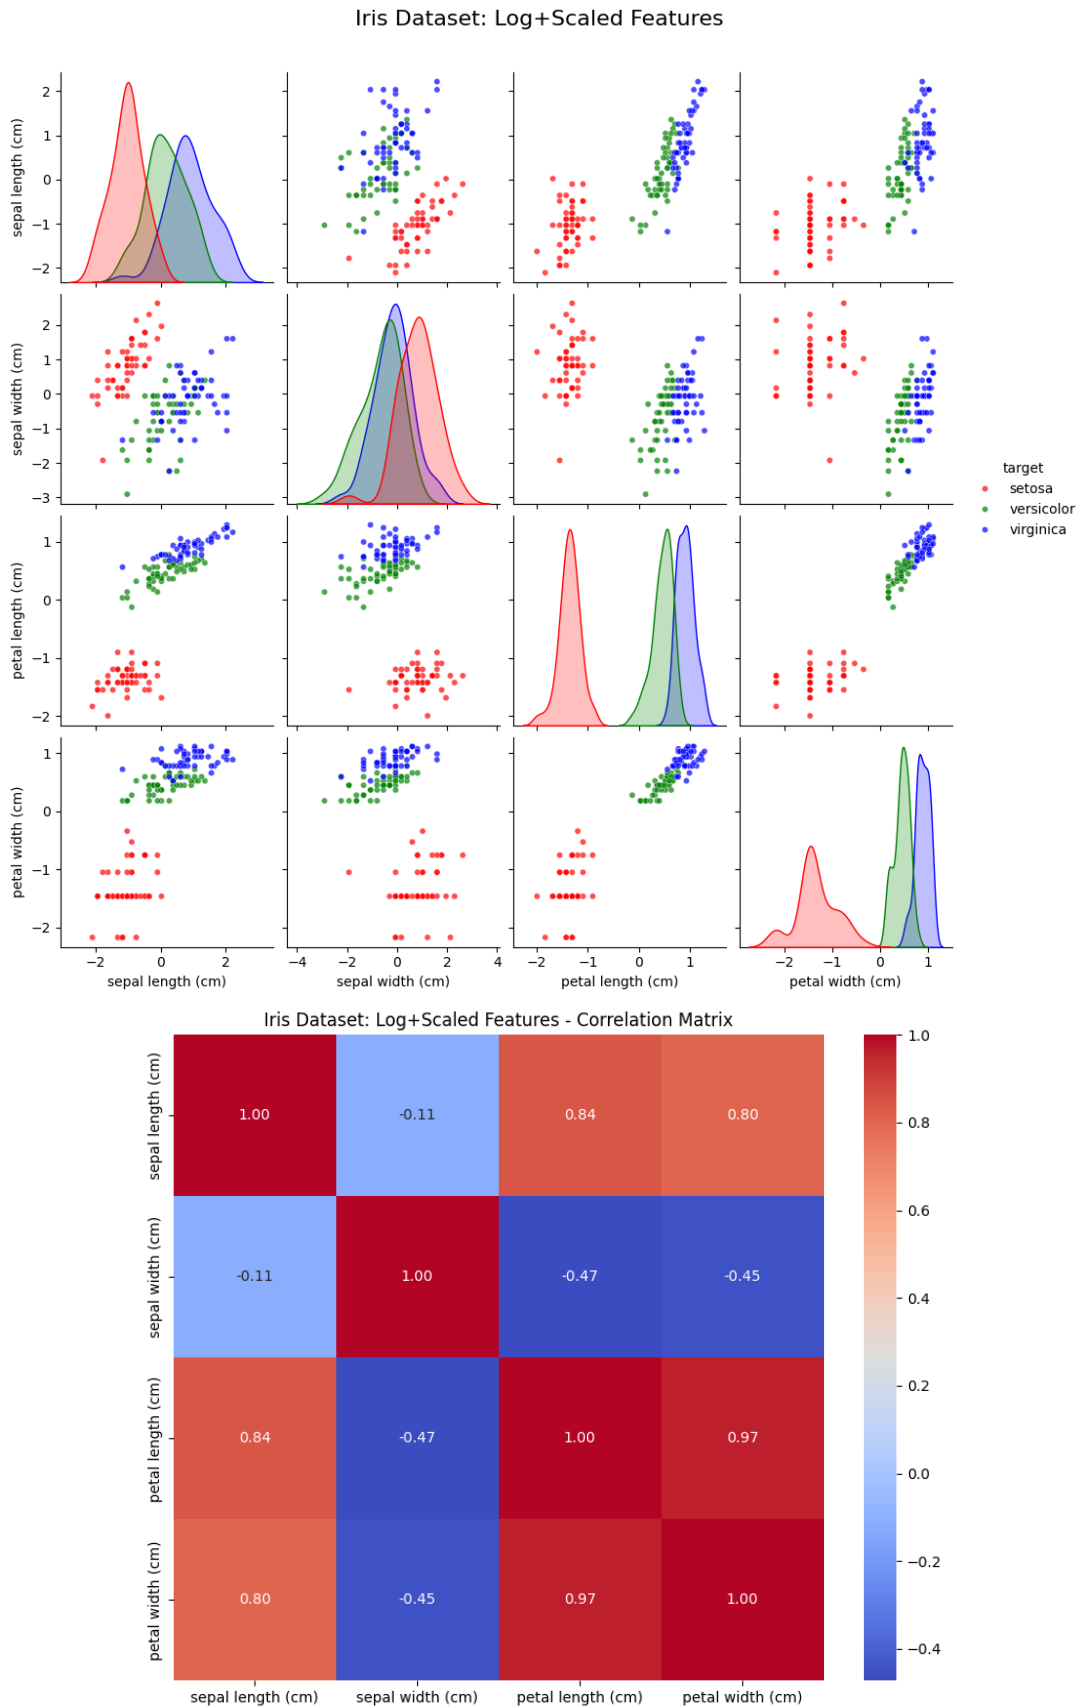 Iris Dataset: Log+Scaled Features
sepal length (cm)
2
1
0
−1
−2
sepal width (cm)
2
1
0
−1
−2
−3
target
setosa
versicolor
virginica
petal length (cm)
1
0
−1
−2
petal width (cm)
1
0
−1
−2
−2 0 2
−4 −2 0 2 4
−2 −1 0 1
−2 −1 0 1
sepal length (cm)
sepal width (cm)
petal length (cm)
petal width (cm)
Iris Dataset: Log+Scaled Features - Correlation Matrix
sepal length (cm)
1.00 -0.11 0.84 0.80
sepal width (cm)
-0.11 1.00 -0.47 -0.45
petal length (cm)
0.84 -0.47 1.00 0.97
petal width (cm)
0.80 -0.45 0.97 1.00
sepal length (cm)
sepal width (cm)
petal length (cm)
petal width (cm)
1.0
0.8
0.6
0.4
0.2
0.0
−0.2
−0.4